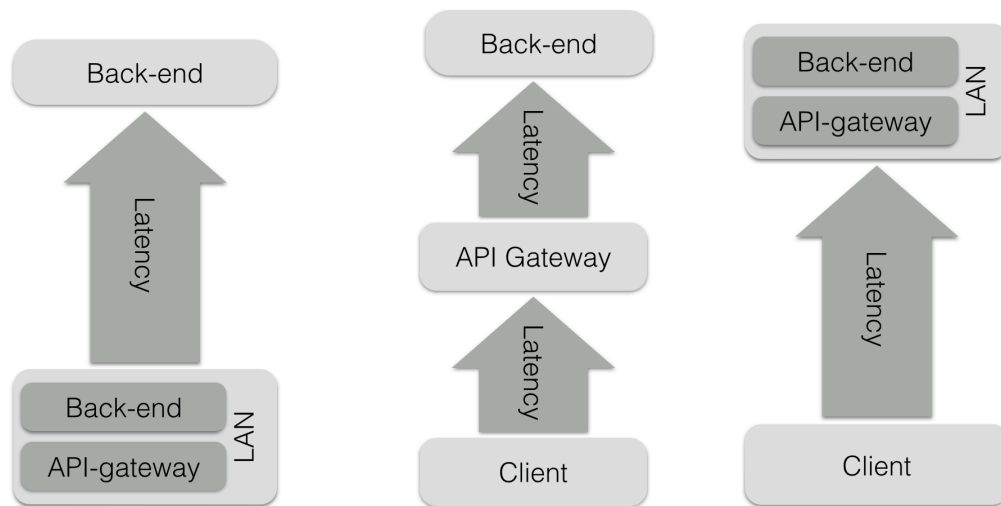 Back-end
Latency
Back-end
API-gateway
LAN
Back-end
Latency
API Gateway
Latency
Client
Back-end
API-gateway
LAN
Latency
Client